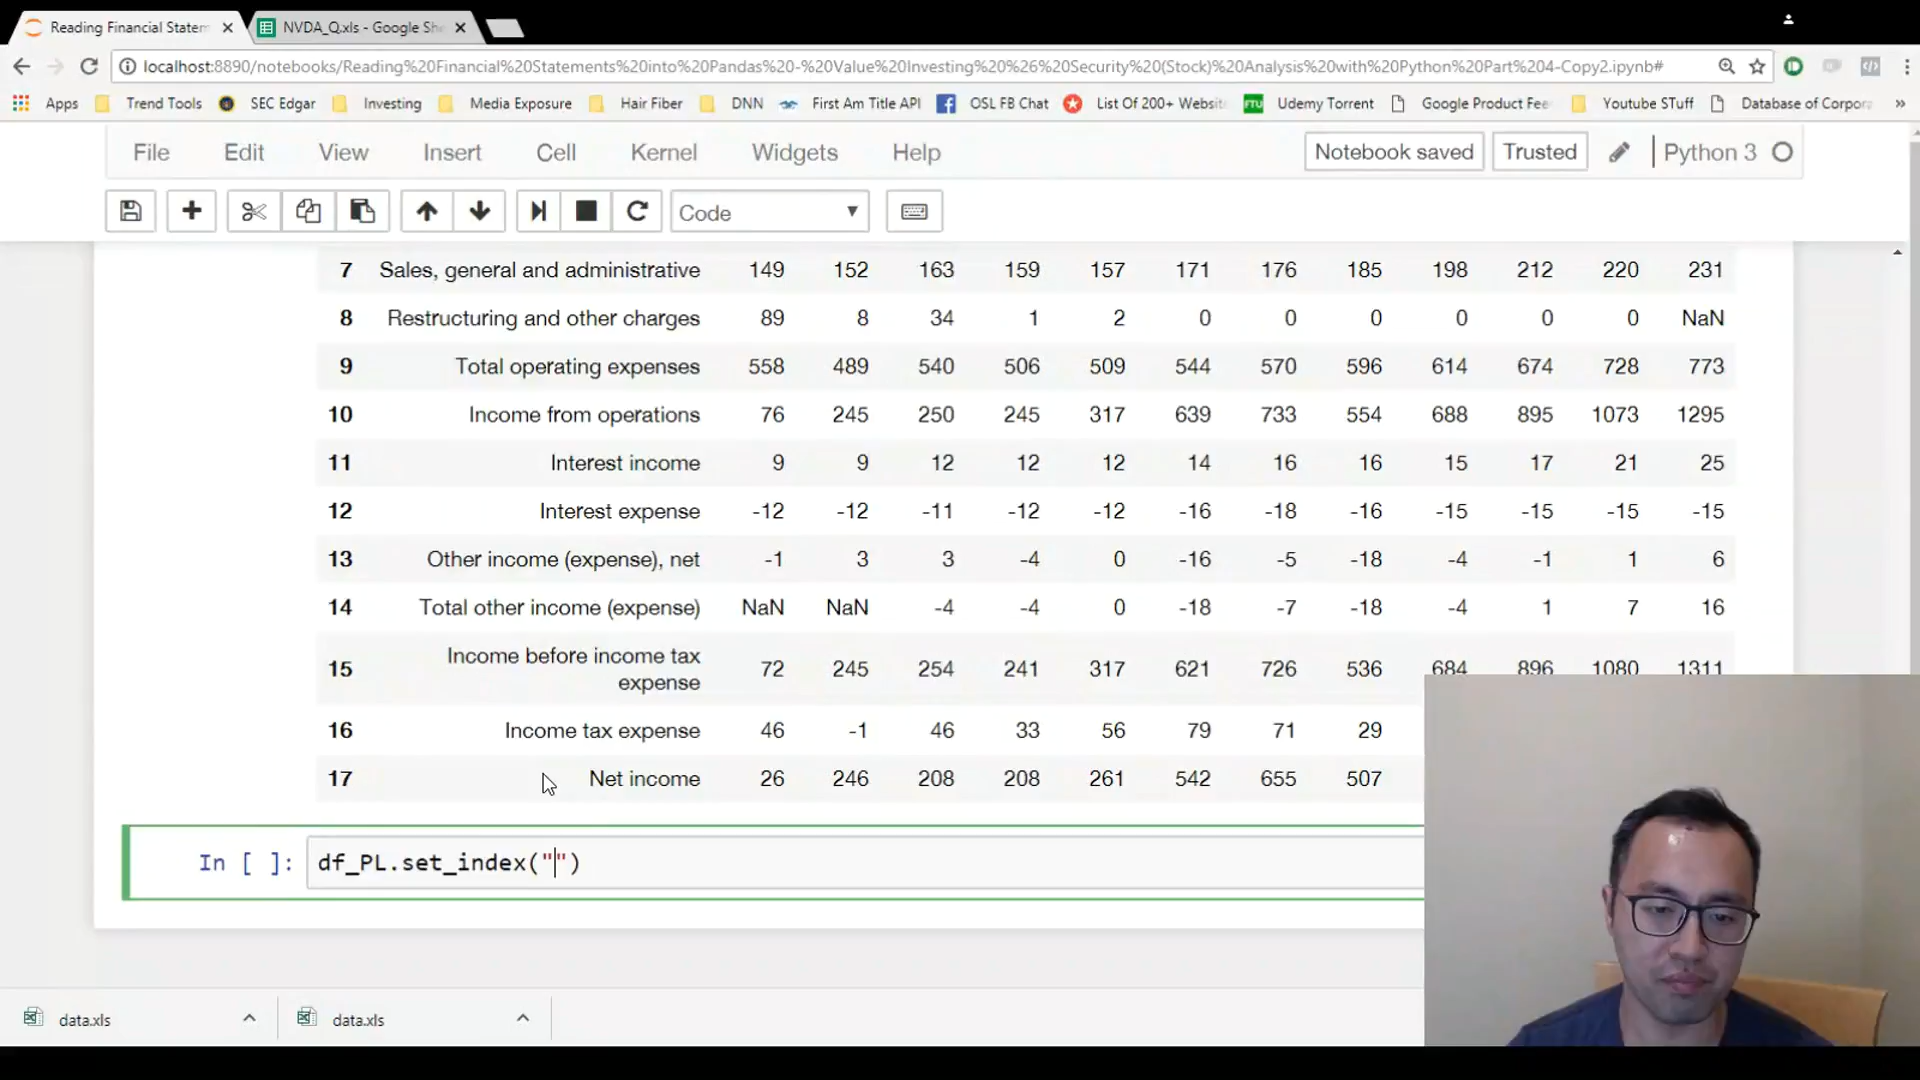 Reading Financial Statem
NVDA_Q.xls - Google She
localhost:8890/notebooks/Reading%20Financial%20Statements%20into%20Pandas%20-%20Value%20Investing%20%26%20Security%20(Stock)%20Analysis%20with%20Python%20Part%204-Copy2.ipynb#
Apps Trend Tools SEC Edgar Investing Media Exposure Hair Fiber DNN First Am Title API OSL FB Chat List Of 200+ Websit FTU Udemy Torrent Google Product Fee Youtube STuff Database of Corpora »
File Edit View Insert Cell Kernel Widgets Help Notebook saved Trusted Python 3
Code
7 Sales, general and administrative 149 152 163 159 157 171 176 185 198 212 220 231
8 Restructuring and other charges 89 8 34 1 2 0 0 0 0 0 0 NaN
9 Total operating expenses 558 489 540 506 509 544 570 596 614 674 728 773
10 Income from operations 76 245 250 245 317 639 733 554 688 895 1073 1295
11 Interest income 9 9 12 12 12 14 16 16 15 17 21 25
12 Interest expense -12 -12 -11 -12 -12 -16 -18 -16 -15 -15 -15 -15
13 Other income (expense), net -1 3 3 -4 0 -16 -5 -18 -4 -1 1 6
14 Total other income (expense) NaN NaN -4 -4 0 -18 -7 -18 -4 1 7 16
15 Income before income tax
expense 72 245 254 241 317 621 726 536 684 896 1080 1311
16 Income tax expense 46 -1 46 33 56 79 71 29
17 Net income 26 246 208 208 261 542 655 507
In [ ]: df_PL.set_index("")
data.xls
data.xls